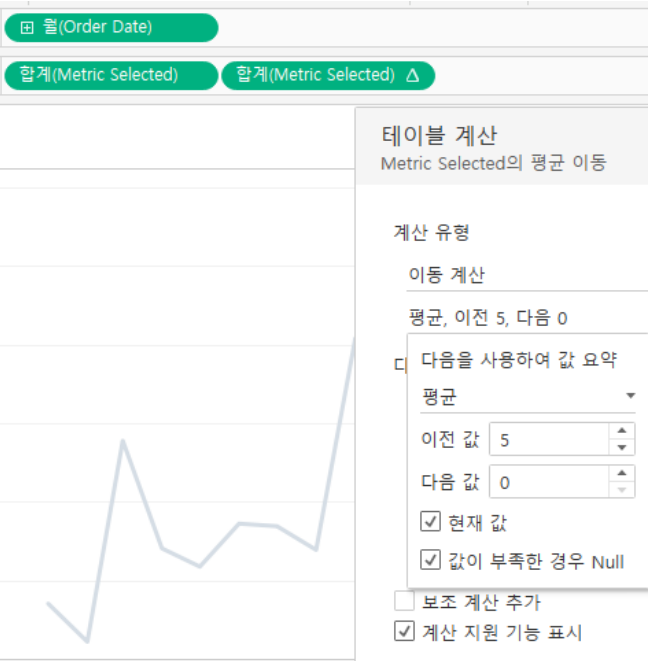 월(Order Date)
합계(Metric Selected) 합계(Metric Selected) Δ
테이블 계산
Metric Selected의 평균 이동
계산 유형
이동 계산
평균, 이전 5, 다음 0
다음을 사용하여 값 요약
평균
이전 값 5
다음 값 0
현재 값
값이 부족한 경우 Null
보조 계산 추가
계산 지원 기능 표시